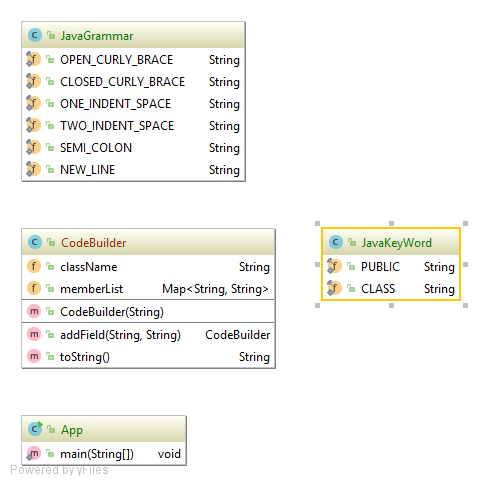 JavaGrammar
OPEN_CURLY_BRACE String
CLOSED_CURLY_BRACE String
ONE_INDENT_SPACE String
TWO_INDENT_SPACE String
SEMI_COLON String
NEW_LINE String
CodeBuilder
className String
memberList Map<String, String>
CodeBuilder(String)
addField(String, String) CodeBuilder
toString() String
JavaKeyWord
PUBLIC String
CLASS String
App
main(String[]) void
Powered by yFiles